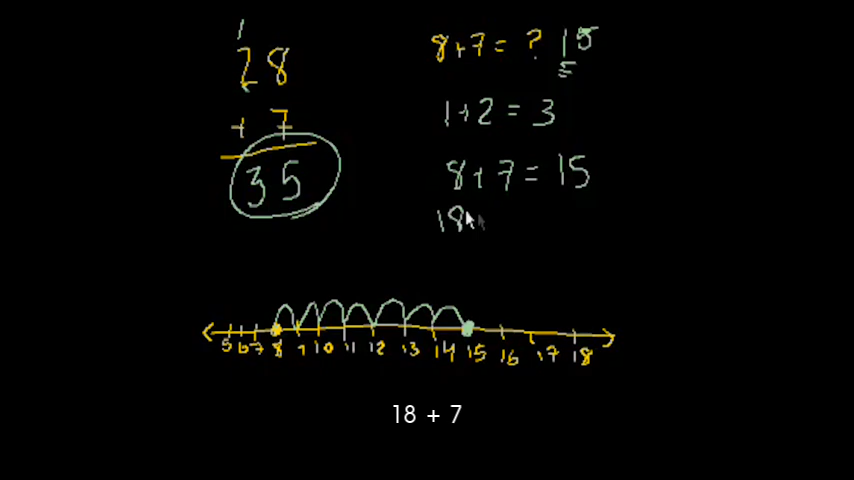 1
28
+ 7
35
8+7= ? 15
1+2 = 3
8+7 = 15
18
5 6 7 8 9 10 11 12 13 14 15 16 17 18
18 + 7